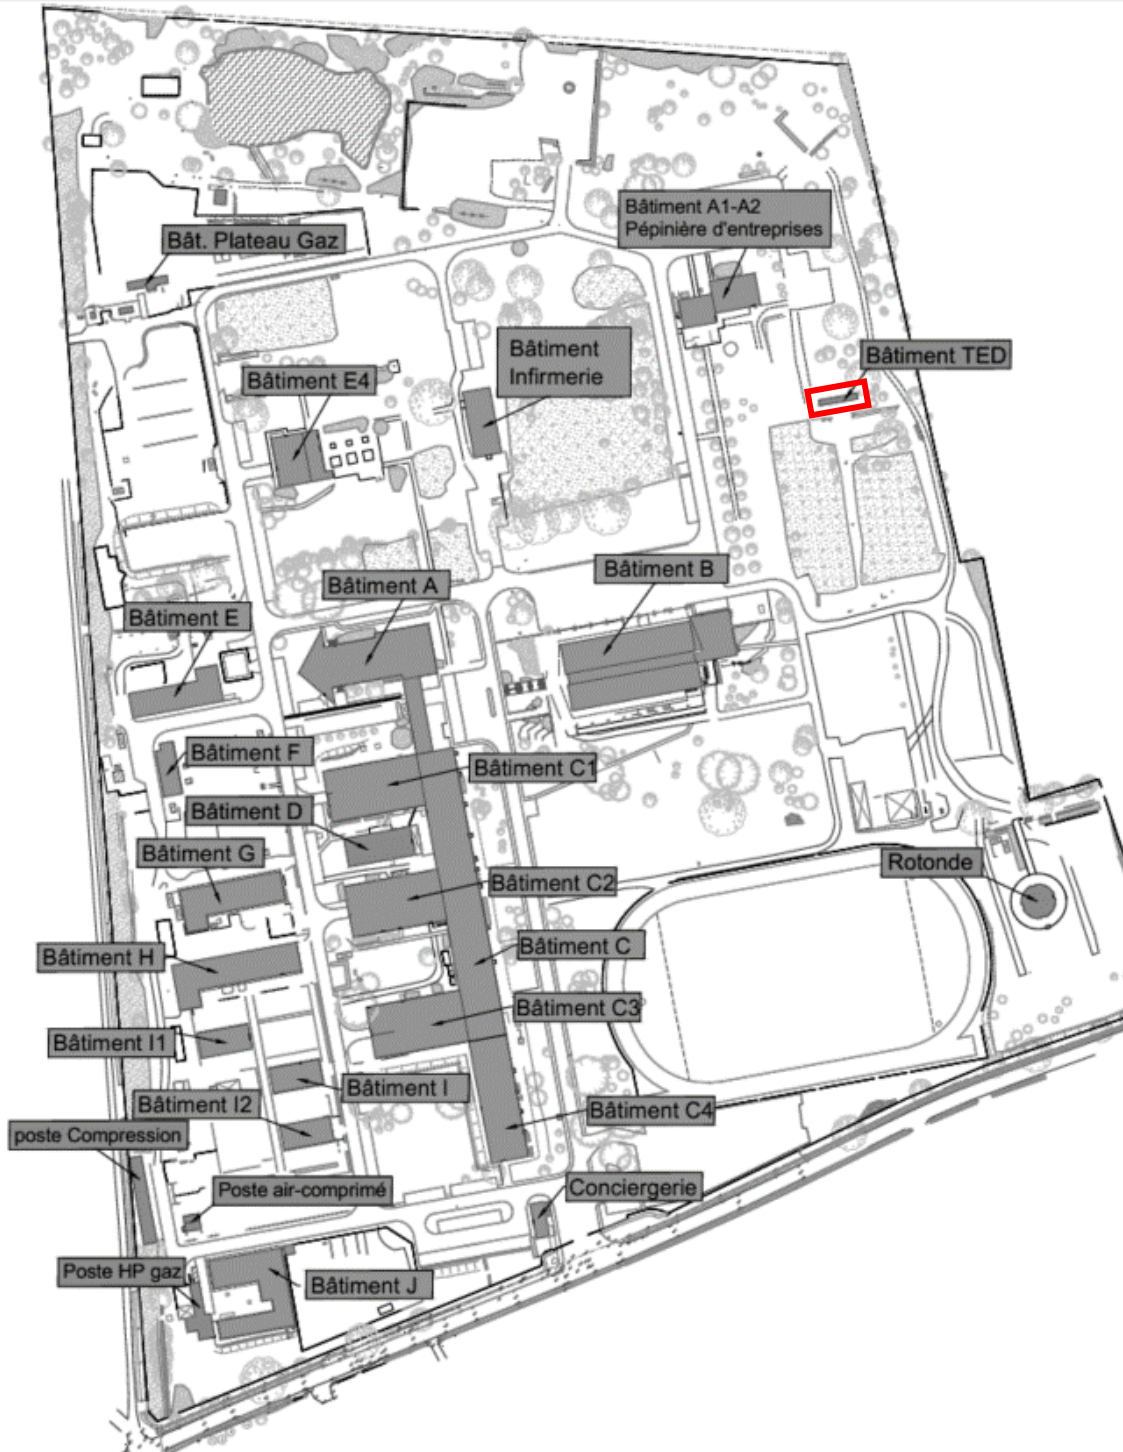 Bâtiment A1-A2
Pépinière d'entreprises
Bât. Plateau Gaz
Bâtiment
Infirmerie
Bâtiment TED
Bâtiment E4
Bâtiment B
Bâtiment A
Bâtiment E
Bâtiment F
Bâtiment C1
Bâtiment D
Bâtiment G
Rotonde
Bâtiment C2
Bâtiment C
Bâtiment H
Bâtiment C3
Bâtiment I1
Bâtiment I
Bâtiment I2
Bâtiment C4
poste Compression
Poste air-comprimé
Conciergerie
Poste HP gaz
Bâtiment J